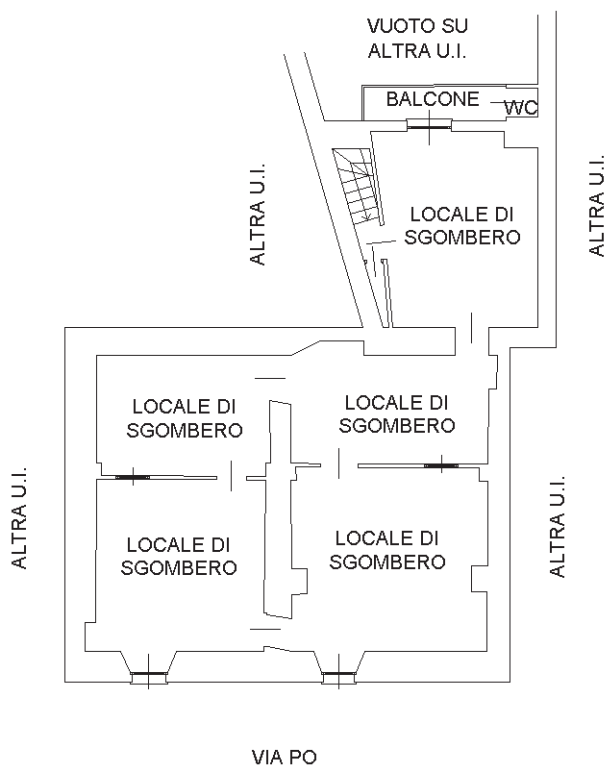 VUOTO SU
ALTRA U.I.
BALCONE
WC
ALTRA U.I.
ALTRA U.I.
LOCALE DI
SGOMBERO
LOCALE DI
SGOMBERO
LOCALE DI
SGOMBERO
ALTRA U.I.
LOCALE DI
SGOMBERO
LOCALE DI
SGOMBERO
ALTRA U.I.
VIA PO